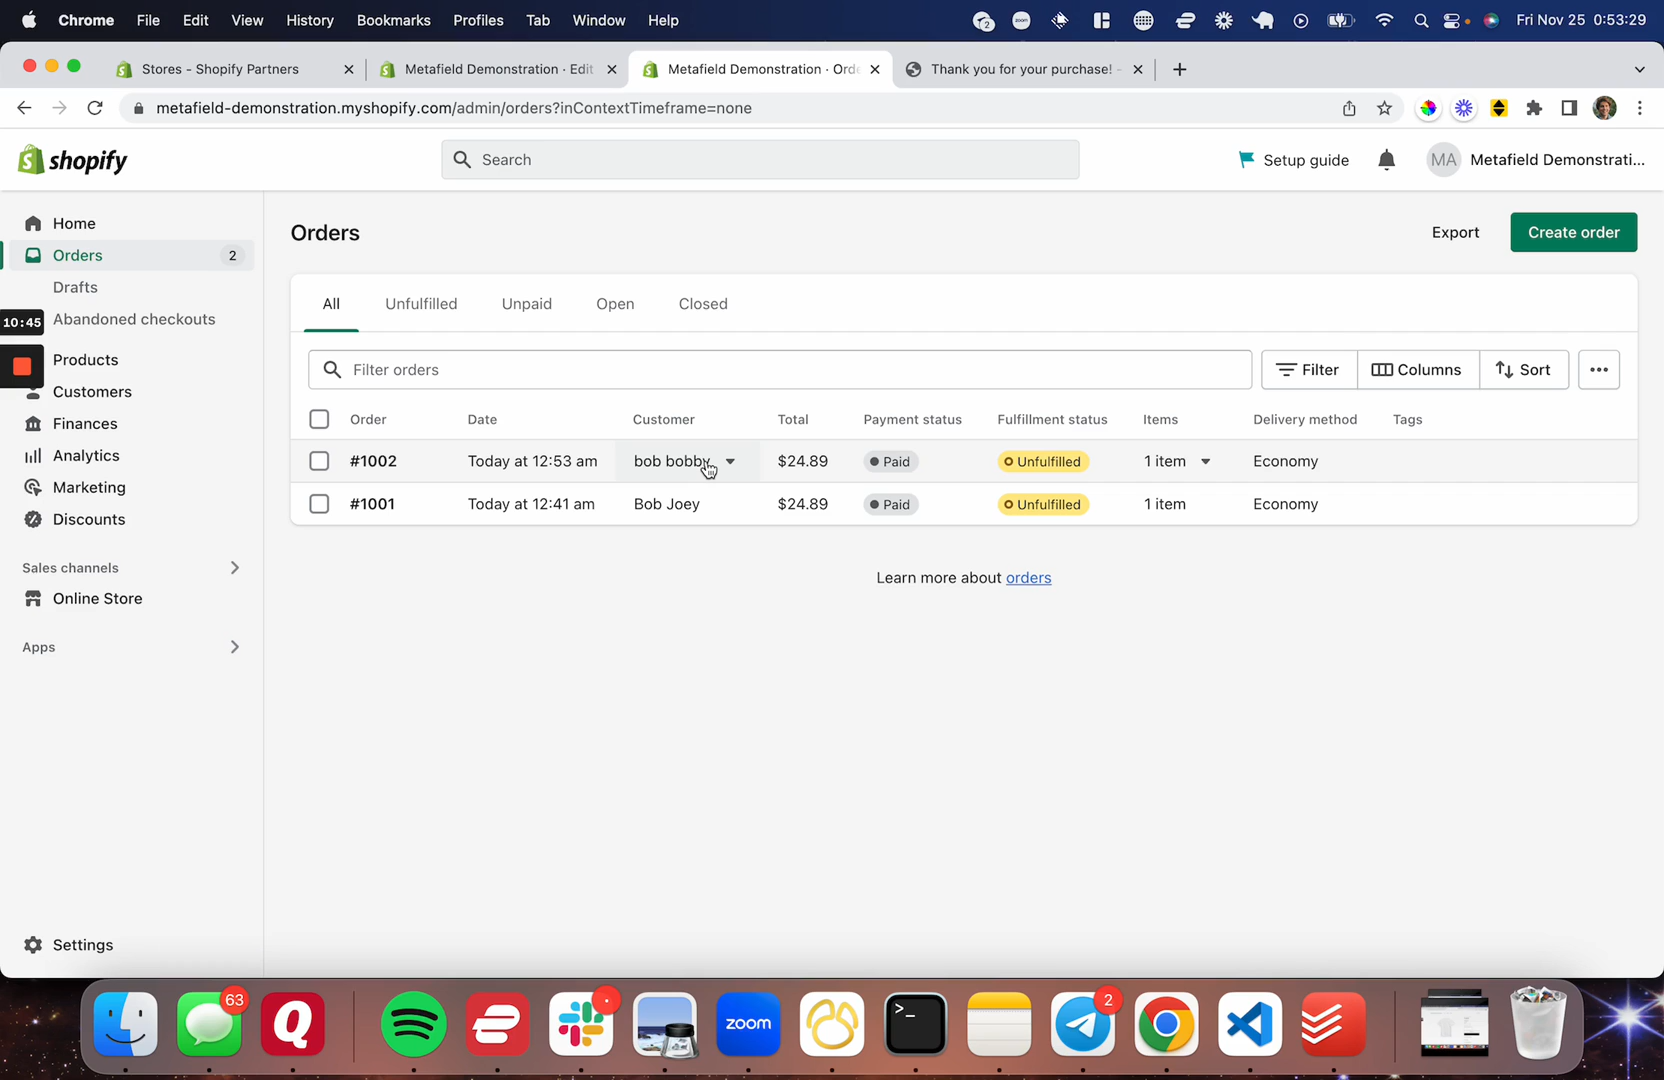 Chrome File Edit View History Bookmarks Profiles Tab Window Help
2 zoom Fri Nov 25 0:53:29
Stores - Shopify Partners
Metafield Demonstration · Edit
Metafield Demonstration · Orde
Thank you for your purchase! -
metafield-demonstration.myshopify.com/admin/orders?inContextTimeframe=none
shopify
Search
Setup guide
MA Metafield Demonstrati...
Home
Orders 2
Drafts
10:45 Abandoned checkouts
Products
Customers
Finances
Analytics
Marketing
Discounts
Sales channels
Online Store
Apps
Settings
Orders
Export
Create order
All Unfulfilled Unpaid Open Closed
Filter orders
Filter Columns Sort
Order Date Customer Total Payment status Fulfillment status Items Delivery method Tags
#1002 Today at 12:53 am bob bobby $24.89 Paid Unfulfilled 1 item Economy
#1001 Today at 12:41 am Bob Joey $24.89 Paid Unfulfilled 1 item Economy
Learn more about orders
63
2
zoom
>_